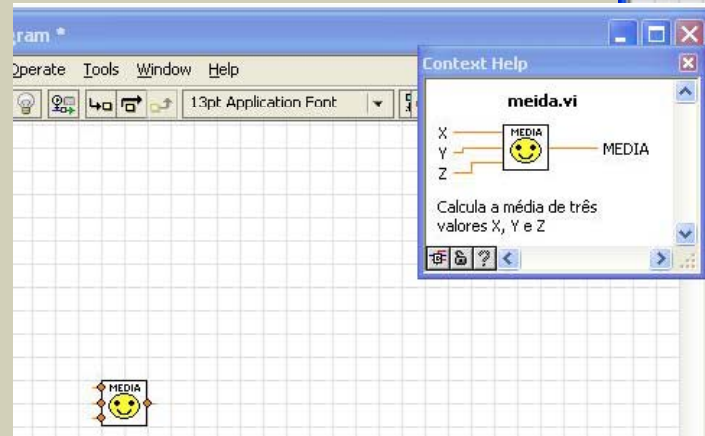 ram *
Operate Tools Window Help
13pt Application Font
Context Help
meida.vi
X
Y
Z
MEDIA
MEDIA
Calcula a média de três
valores X, Y e Z
?
MEDIA